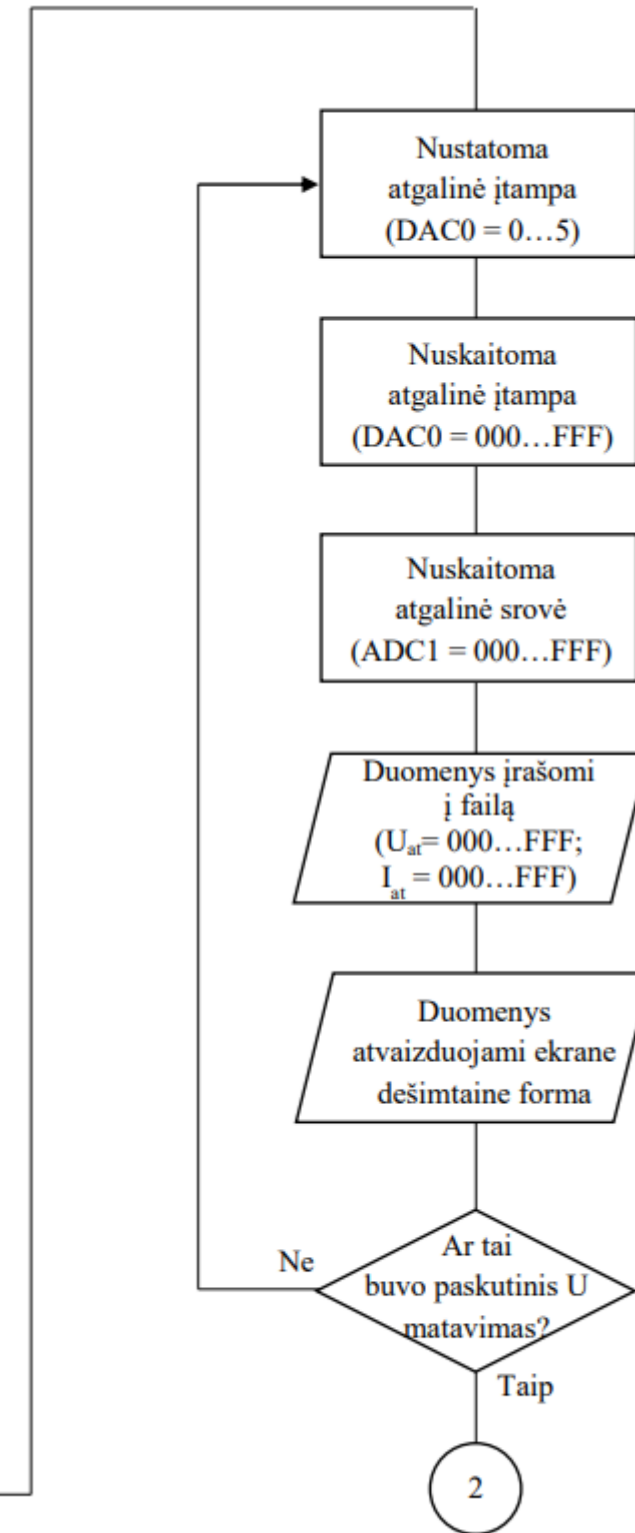 Nustatoma
atgalinė įtampa
(DAC0 = 0…5)
Nuskaitoma
atgalinė įtampa
(DAC0 = 000…FFF)
Nuskaitoma
atgalinė srovė
(ADC1 = 000…FFF)
Duomenys įrašomi
į failą
(Uat= 000…FFF;
Iat = 000…FFF)
Duomenys
atvaizduojami ekrane
dešimtaine forma
Ar tai
buvo paskutinis U
matavimas?
Ne
Taip
2